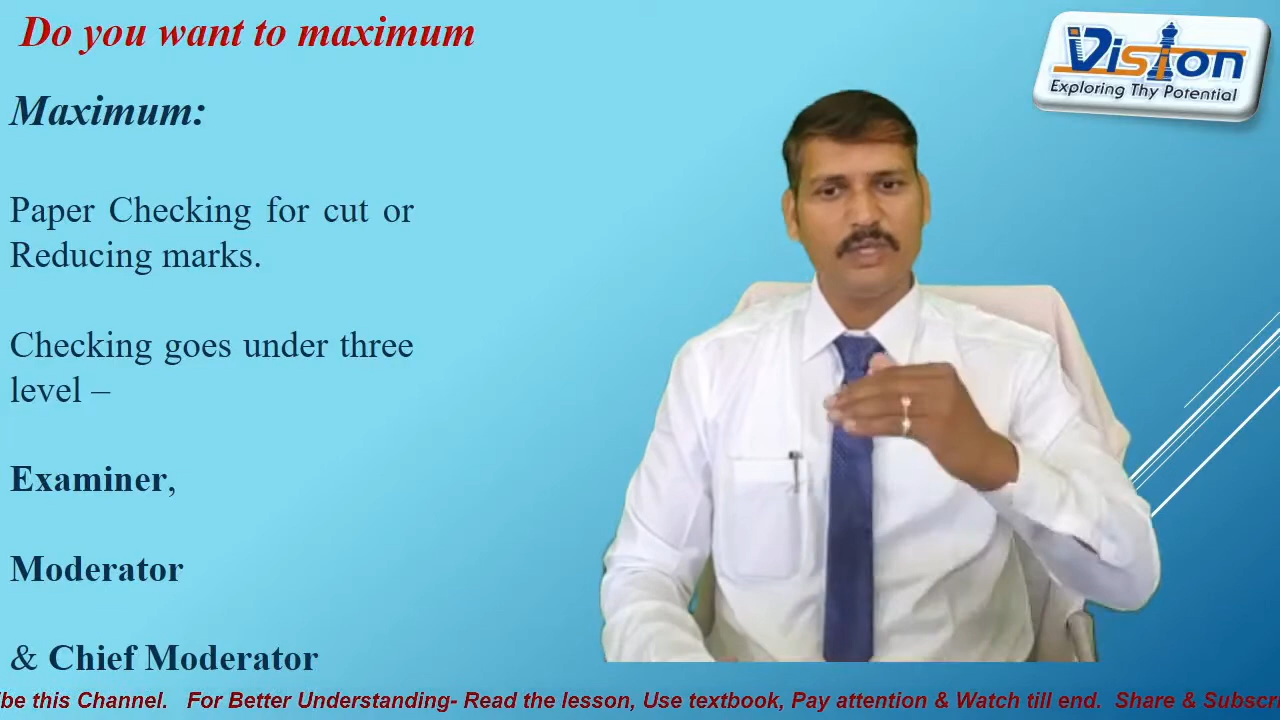 Do you want to maximum
Vision
Exploring Thy Potential
Maximum:
Paper Checking for cut or
Reducing marks.
Checking goes under three
level –
Examiner,
Moderator
& Chief Moderator
be this Channel. For Better Understanding- Read the lesson, Use textbook, Pay attention & Watch till end. Share & Subscr